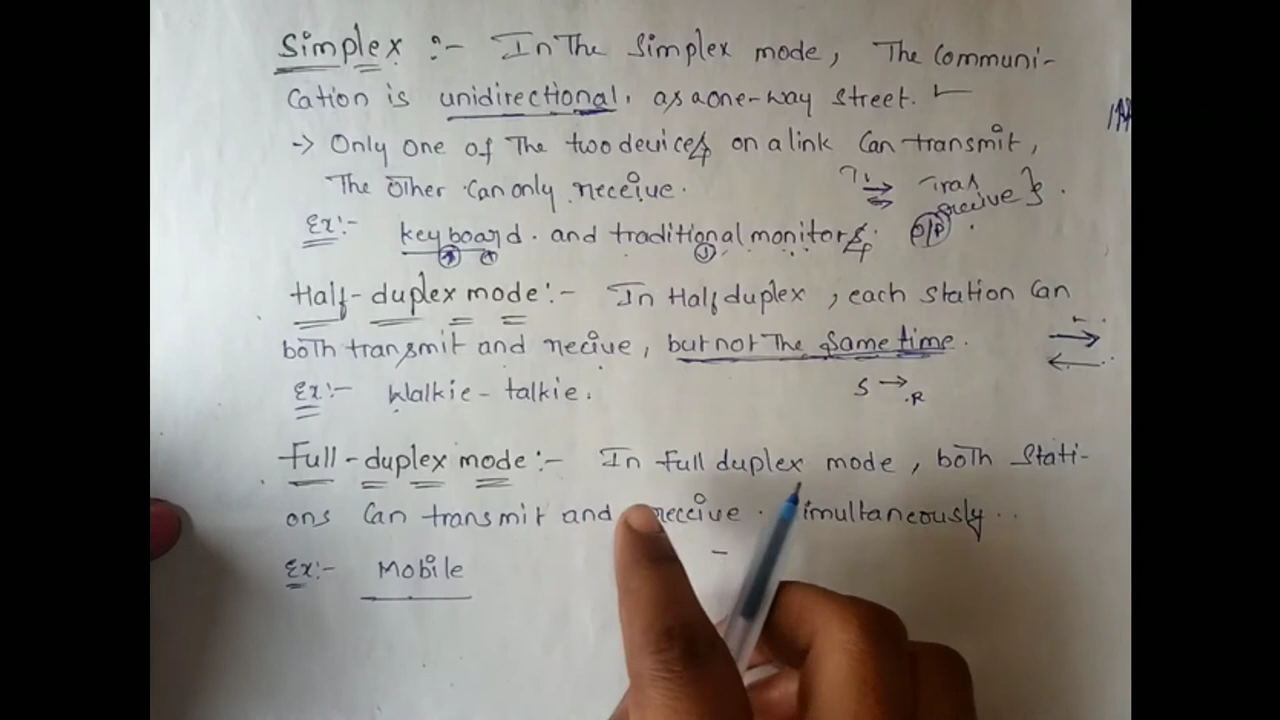 Simplex :- In The Simplex mode, The Communi-
cation is unidirectional, as a one-way street.
-> Only one of The two devices on a link Can transmit,
The other can only receive.
Tras
receive
Ex:- keyboard. and traditional monitors.
O/P
Half-duplex mode:- In Half duplex, each station Can
both transmit and recive, but not The Same time.
S → R
Ex:- Walkie-talkie.
Full-duplex mode:- In full duplex mode, both Stati-
ons Can transmit and receive. imultaneously..
Ex:- Mobile